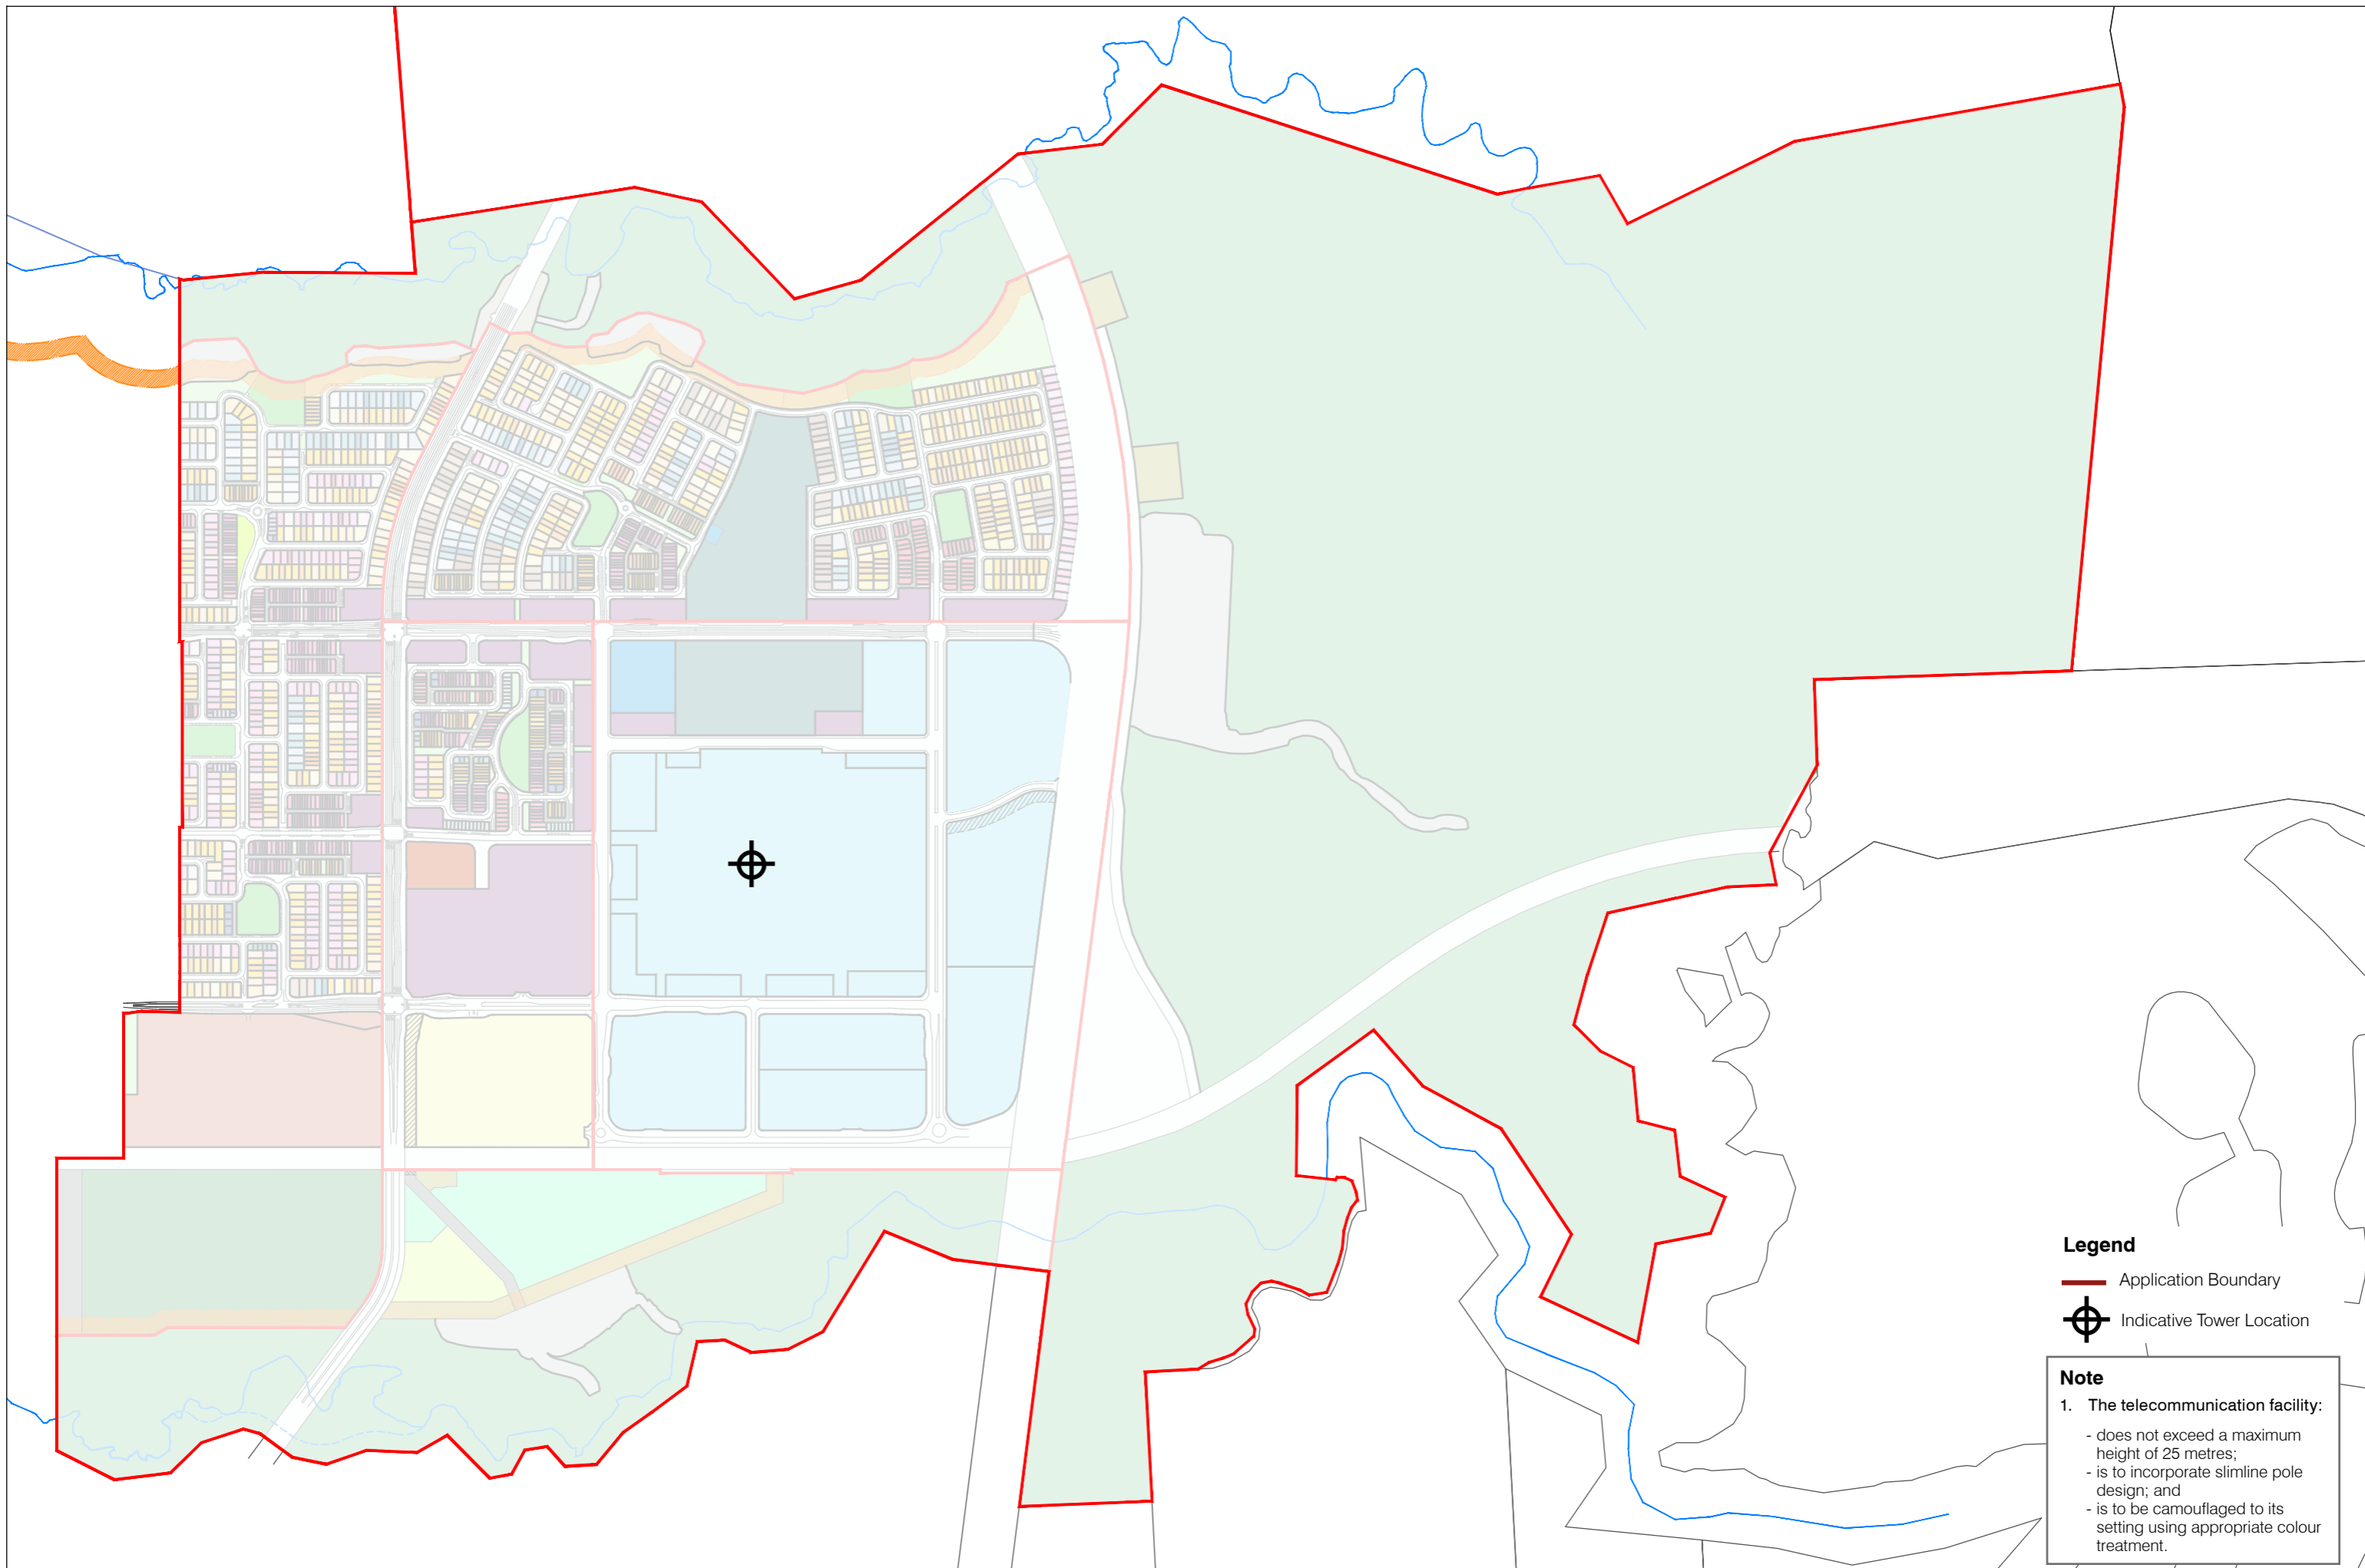 Legend
Application Boundary
Indicative Tower Location
Note
1. The telecommunication facility:
- does not exceed a maximum
height of 25 metres;
- is to incorporate slimline pole
design; and
- is to be camouflaged to its
setting using appropriate colour
treatment.